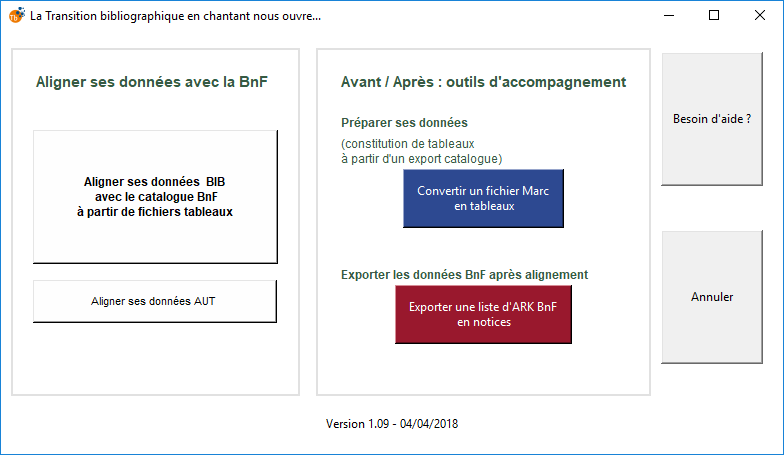 La Transition bibliographique en chantant nous ouvre...
Aligner ses données avec la BnF
Aligner ses données  BIB
avec le catalogue BnF
à partir de fichiers tableaux
Aligner ses données AUT
Avant / Après : outils d'accompagnement
Préparer ses données
(constitution de tableaux
à partir d'un export catalogue)
Convertir un fichier Marc
en tableaux
Exporter les données BnF après alignement
Exporter une liste d'ARK BnF
en notices
Besoin d'aide ?
Annuler
Version 1.09 - 04/04/2018